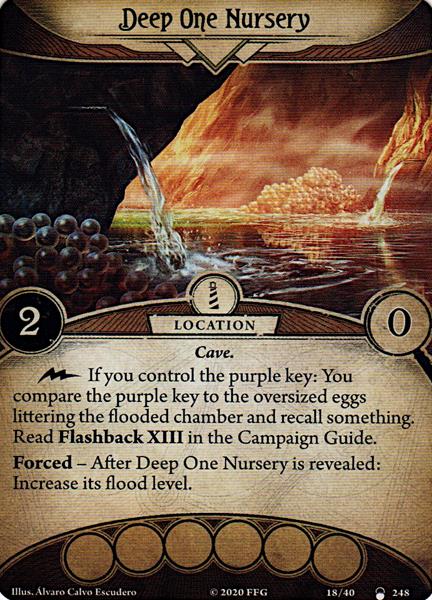 Deep One Nursery
2
0
LOCATION
Cave.
If you control the purple key: You
compare the purple key to the oversized eggs
littering the flooded chamber and recall something.
Read Flashback XIII in the Campaign Guide.
Forced – After Deep One Nursery is revealed:
Increase its flood level.
Illus. Álvaro Calvo Escudero © 2020 FFG 18/40 248